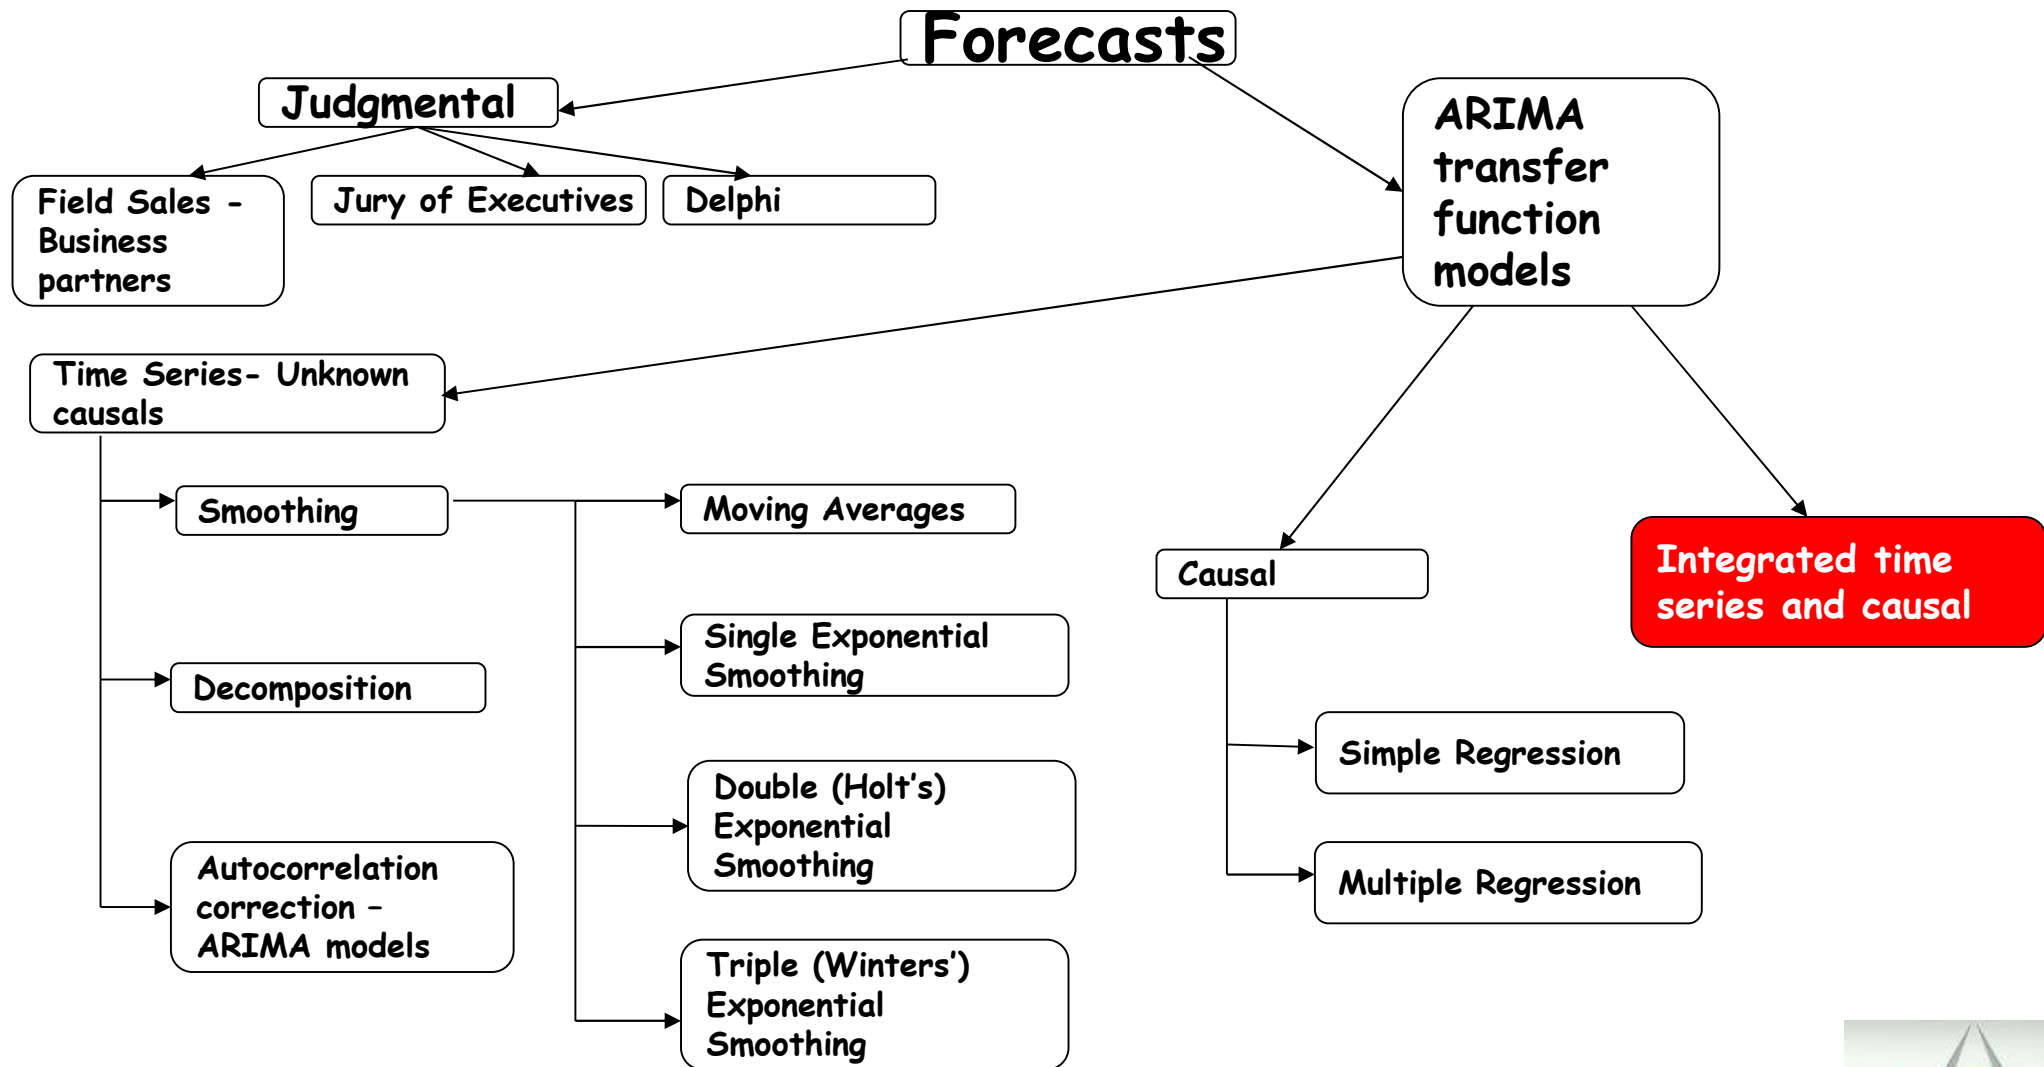 Forecasts
Judgmental
ARIMA
transfer
function
models
Field Sales -
Business
partners
Jury of Executives
Delphi
Time Series- Unknown
causals
Smoothing
Moving Averages
Causal
Integrated time
series and causal
Single Exponential
Smoothing
Decomposition
Simple Regression
Double (Holt's)
Exponential
Smoothing
Autocorrelation
correction –
ARIMA models
Multiple Regression
Triple (Winters')
Exponential
Smoothing